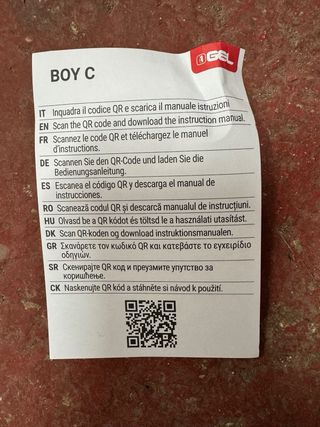 GEL
BOY C
IT Inquadra il codice QR e scarica il manuale istruzioni
EN Scan the QR code and download the instruction manual.
FR Scannez le code QR et téléchargez le manuel
d'instructions.
DE Scannen Sie den QR-Code und laden Sie die
Bedienungsanleitung.
ES Escanea el código QR y descarga el manual de
instrucciones.
RO Scanează codul QR și descarcă manualul de instrucțiuni.
HU Olvasd be a QR kódot és töltsd le a használati utasítást.
DK Scan QR-koden og download instruktionsmanualen.
GR Σκανάρετε τον κωδικό QR και κατεβάστε το εγχειρίδιο
οδηγιών.
SR Скенирајте QR код и преузмите упутство за
коришћење.
CK Naskenujte QR kód a stáhněte si návod k použití.